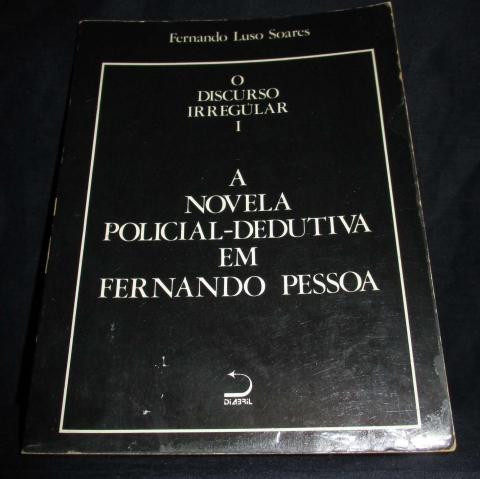 Fernando Luso Soares
O
DISCURSO
IRREGULAR
I
A
NOVELA
POLICIAL-DEDUTIVA
EM
FERNANDO PESSOA
DIABRIL